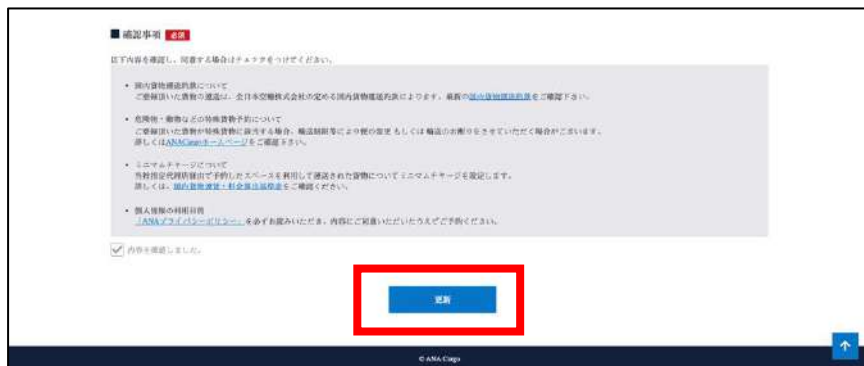 ■ 確認事項 必須
以下内容を確認し、同意する場合はチェックをつけてください。
• 国内貨物運送約款について
ご登録頂いた貨物の運送は、全日本空輸株式会社の定める国内貨物運送約款によります。最新の国内貨物運送約款をご確認下さい。
• 危険物・動物などの特殊貨物予約について
ご登録頂いた貨物が特殊貨物に該当する場合、輸送制限等により便の変更もしくは輸送のお断りをさせていただく場合がございます。
詳しくはANACargoホームページをご確認下さい。
• ミニマムチャージについて
当社指定代理店経由で予約したスペースを利用して運送された貨物についてミニマムチャージを設定します。
詳しくは、国内貨物運賃・料金算出基準をご確認ください。
• 個人情報の利用目的
「ANAプライバシーポリシー」を必ずお読みいただき、内容にご同意いただいたうえでご予約ください。
内容を確認しました。
更新
© ANA Cargo